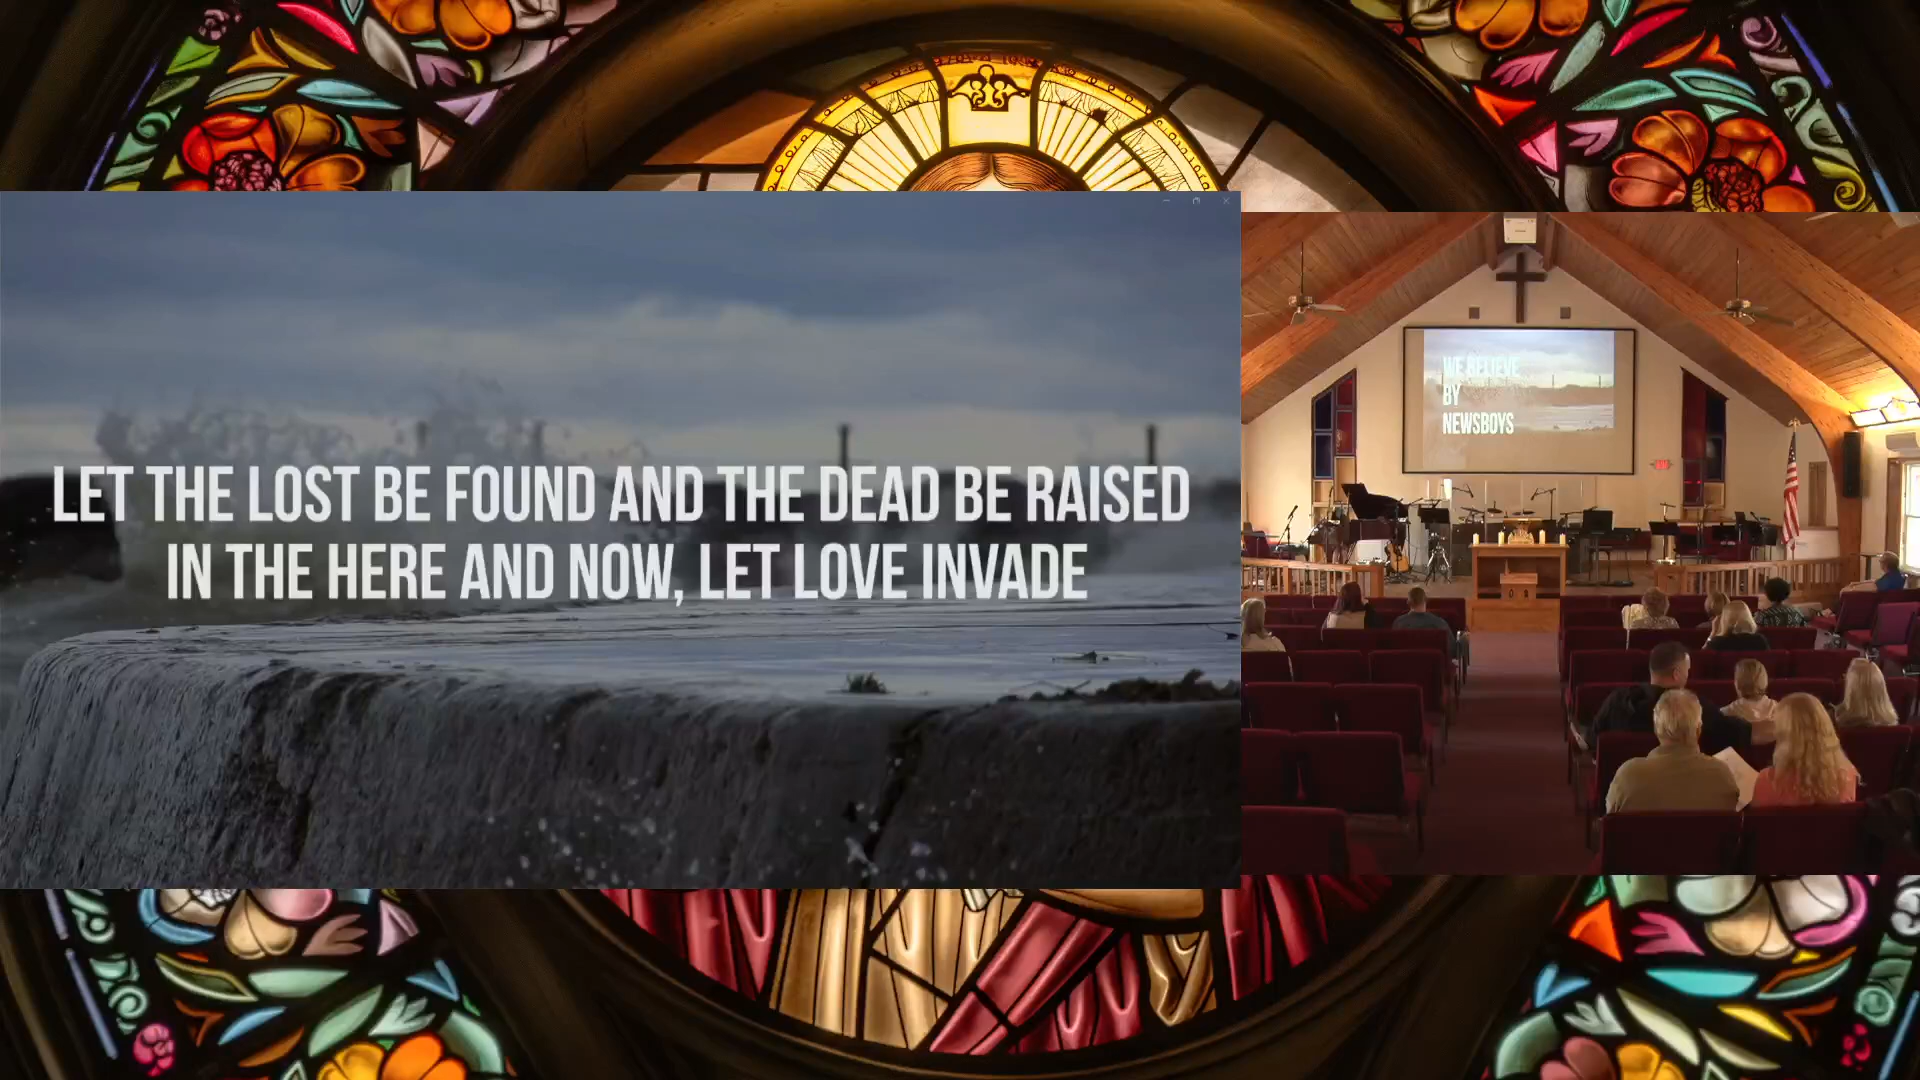 LET THE LOST BE FOUND AND THE DEAD BE RAISED
IN THE HERE AND NOW, LET LOVE INVADE
WE BELIEVE
BY
NEWSBOYS